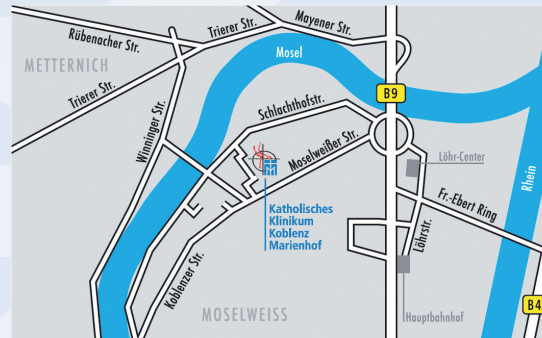 Mayener Str.
Trierer Str.
Rübenacher Str.
Mosel
METTERNICH
Trierer Str.
B9
Schlachthofstr.
Winninger Str.
Moselweißer Str.
Löhr-Center
Rhein
Katholisches
Klinikum
Koblenz
Marienhof
Fr.-Ebert Ring
Löhrstr.
Koblenzer Str.
B4
MOSELWEISS
Hauptbahnhof